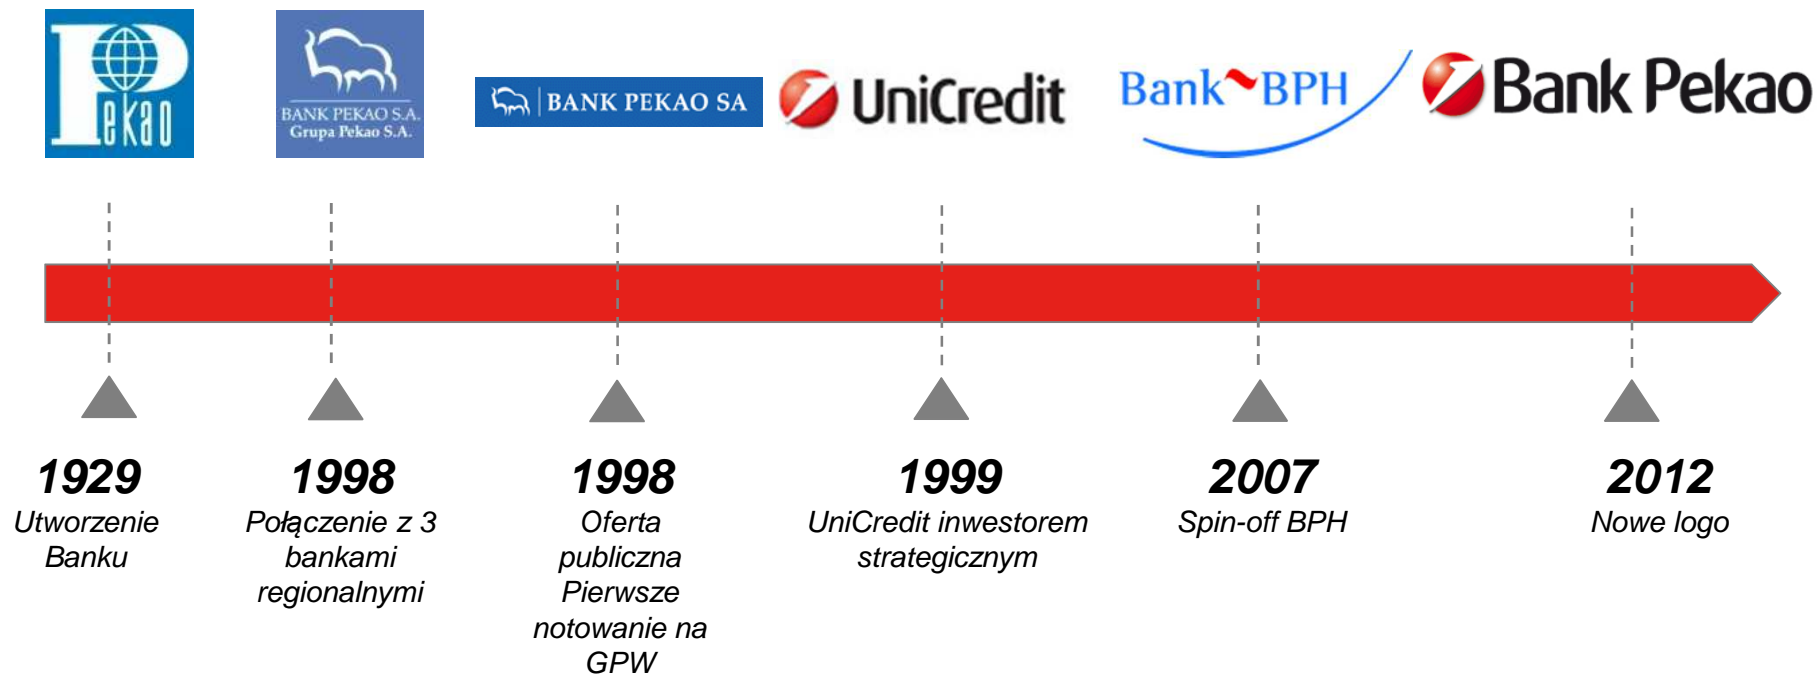 Pekao
BANK PEKAO S.A.
Grupa Pekao S.A.
BANK PEKAO SA
UniCredit
Bank BPH
Bank Pekao
1929
Utworzenie
Banku
1998
Połączenie z 3
bankami
regionalnymi
1998
Oferta
publiczna
Pierwsze
notowanie na
GPW
1999
UniCredit inwestorem
strategicznym
2007
Spin-off BPH
2012
Nowe logo